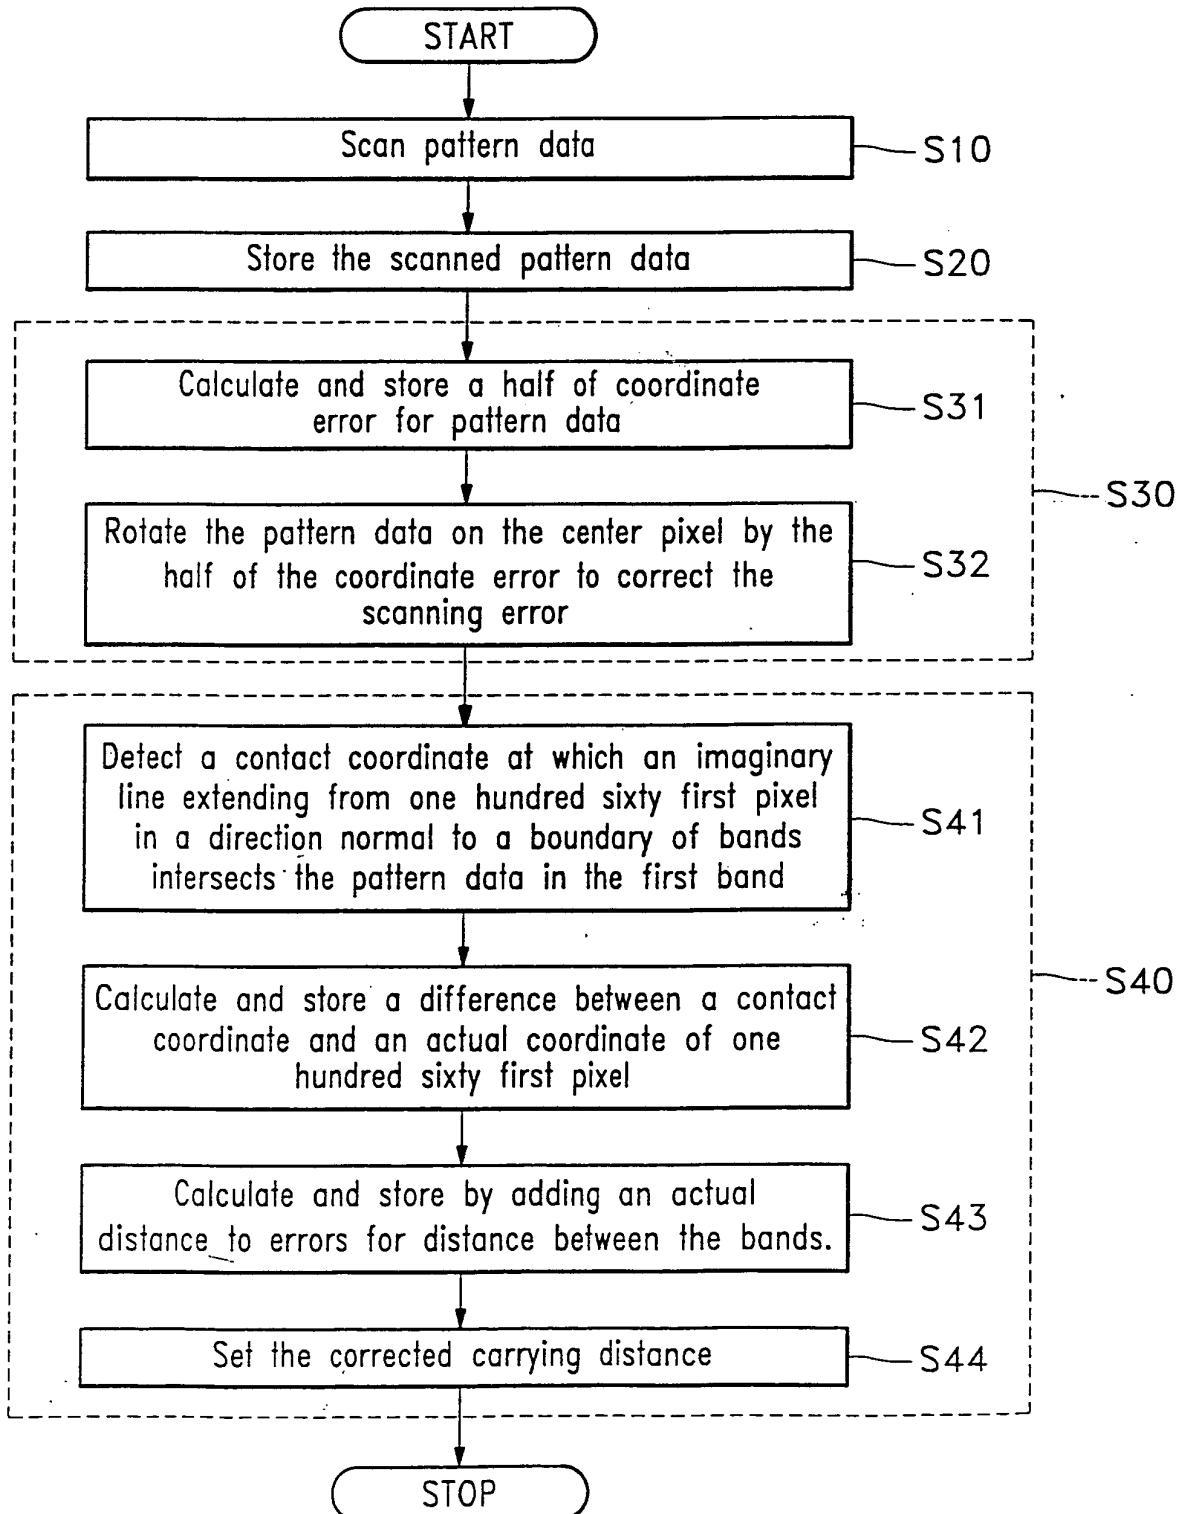 START
Scan pattern data
S10
Store the scanned pattern data
S20
Calculate and store a half of coordinate
error for pattern data
S31
S30
Rotate the pattern data on the center pixel by the
half of the coordinate error to correct the
scanning error
S32
Detect a contact coordinate at which an imaginary
line extending from one hundred sixty first pixel
in a direction normal to a boundary of bands
intersects the pattern data in the first band
S41
S40
Calculate and store a difference between a contact
coordinate and an actual coordinate of one
hundred sixty first pixel
S42
Calculate and store by adding an actual
distance to errors for distance between the bands.
S43
Set the corrected carrying distance
S44
STOP